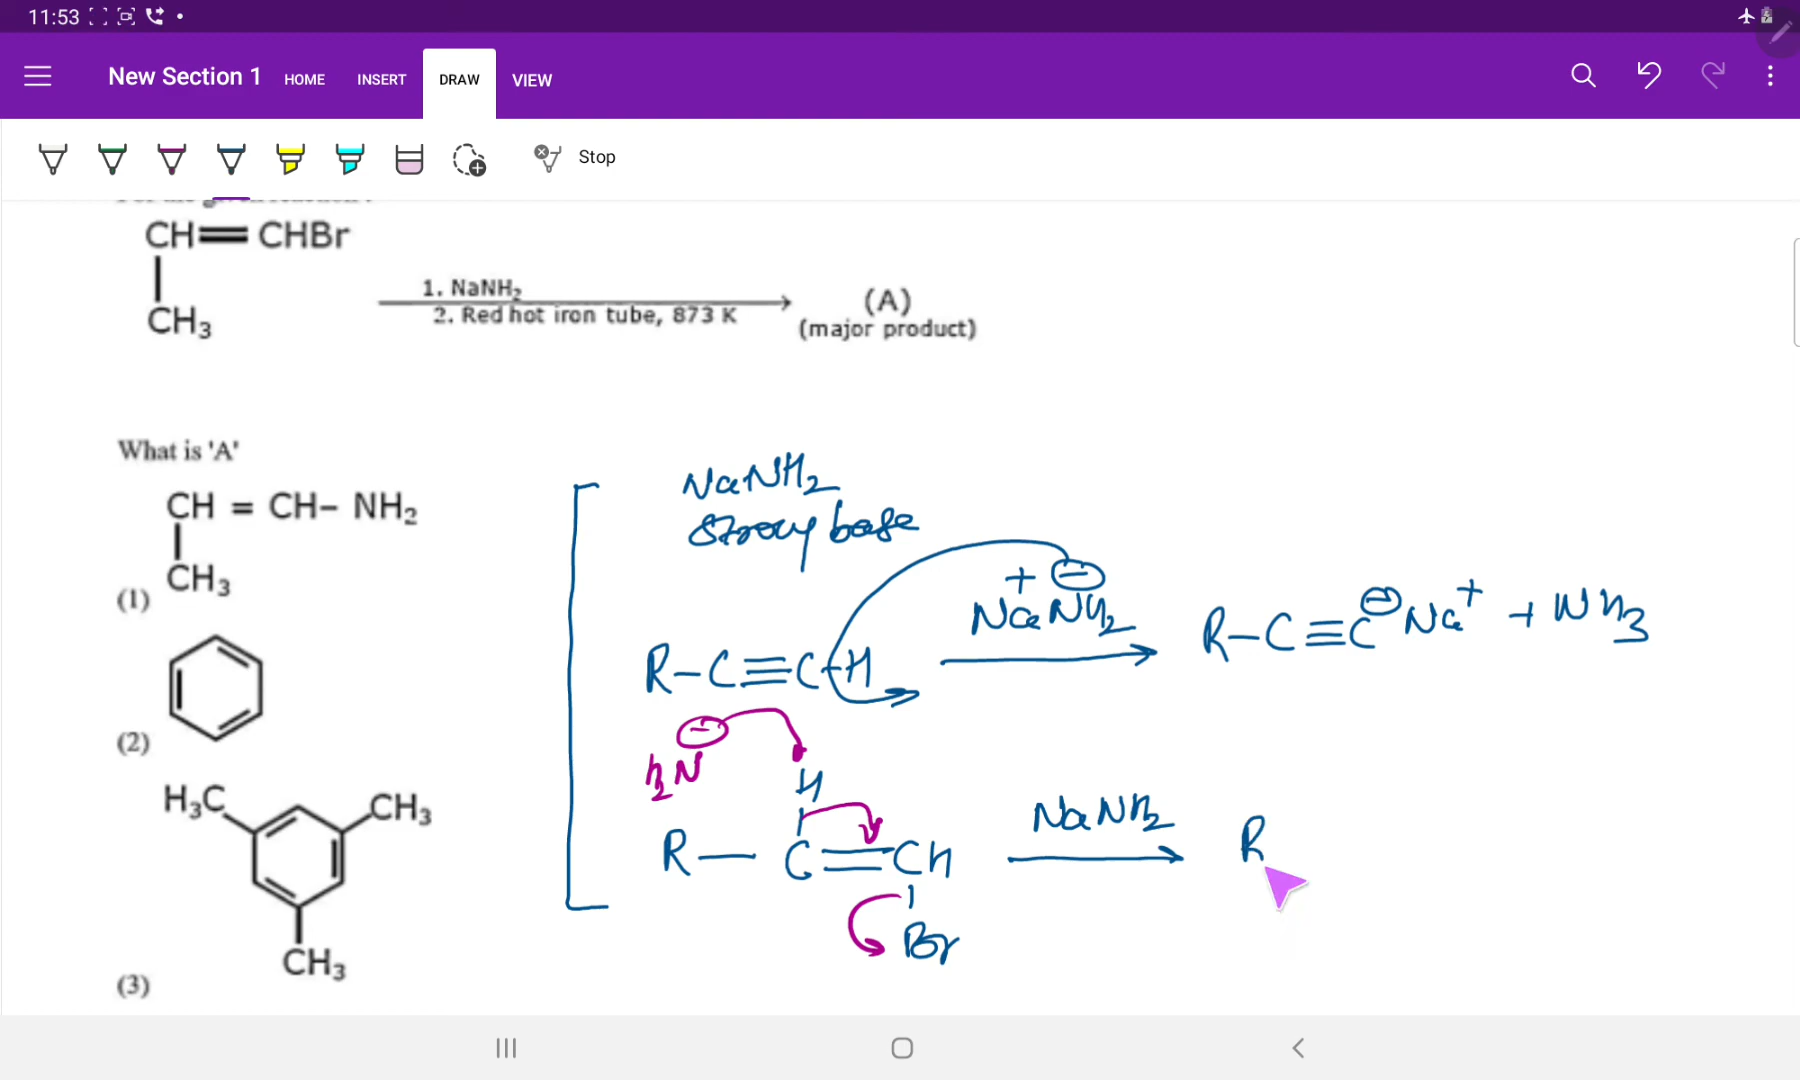 11:53
New Section 1 HOME INSERT DRAW VIEW
Stop
CH═CHBr
CH₃
1. NaNH₂
2. Red hot iron tube, 873 K
(A)
(major product)
What is 'A'
CH = CH– NH₂
CH₃
(1)
(2)
H₃C CH₃
CH₃
(3)
NaNH₂
strong base
+ ⊖
NaNH₂
R–C≡C–H
R–C≡C⊖Na⁺ + NH₃
⊖
H₂N
H
R–C═CH
Br
NaNH₂
R